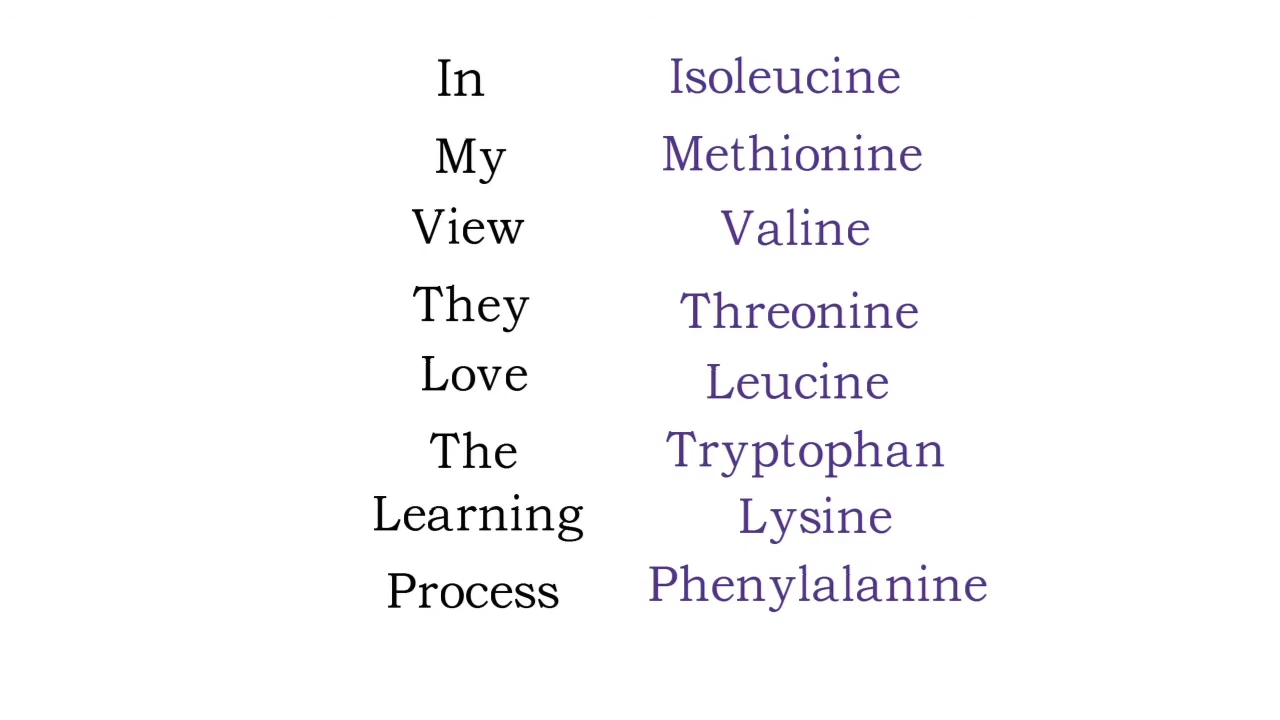 In Isoleucine
My Methionine
View Valine
They Threonine
Love Leucine
The Tryptophan
Learning Lysine
Process Phenylalanine